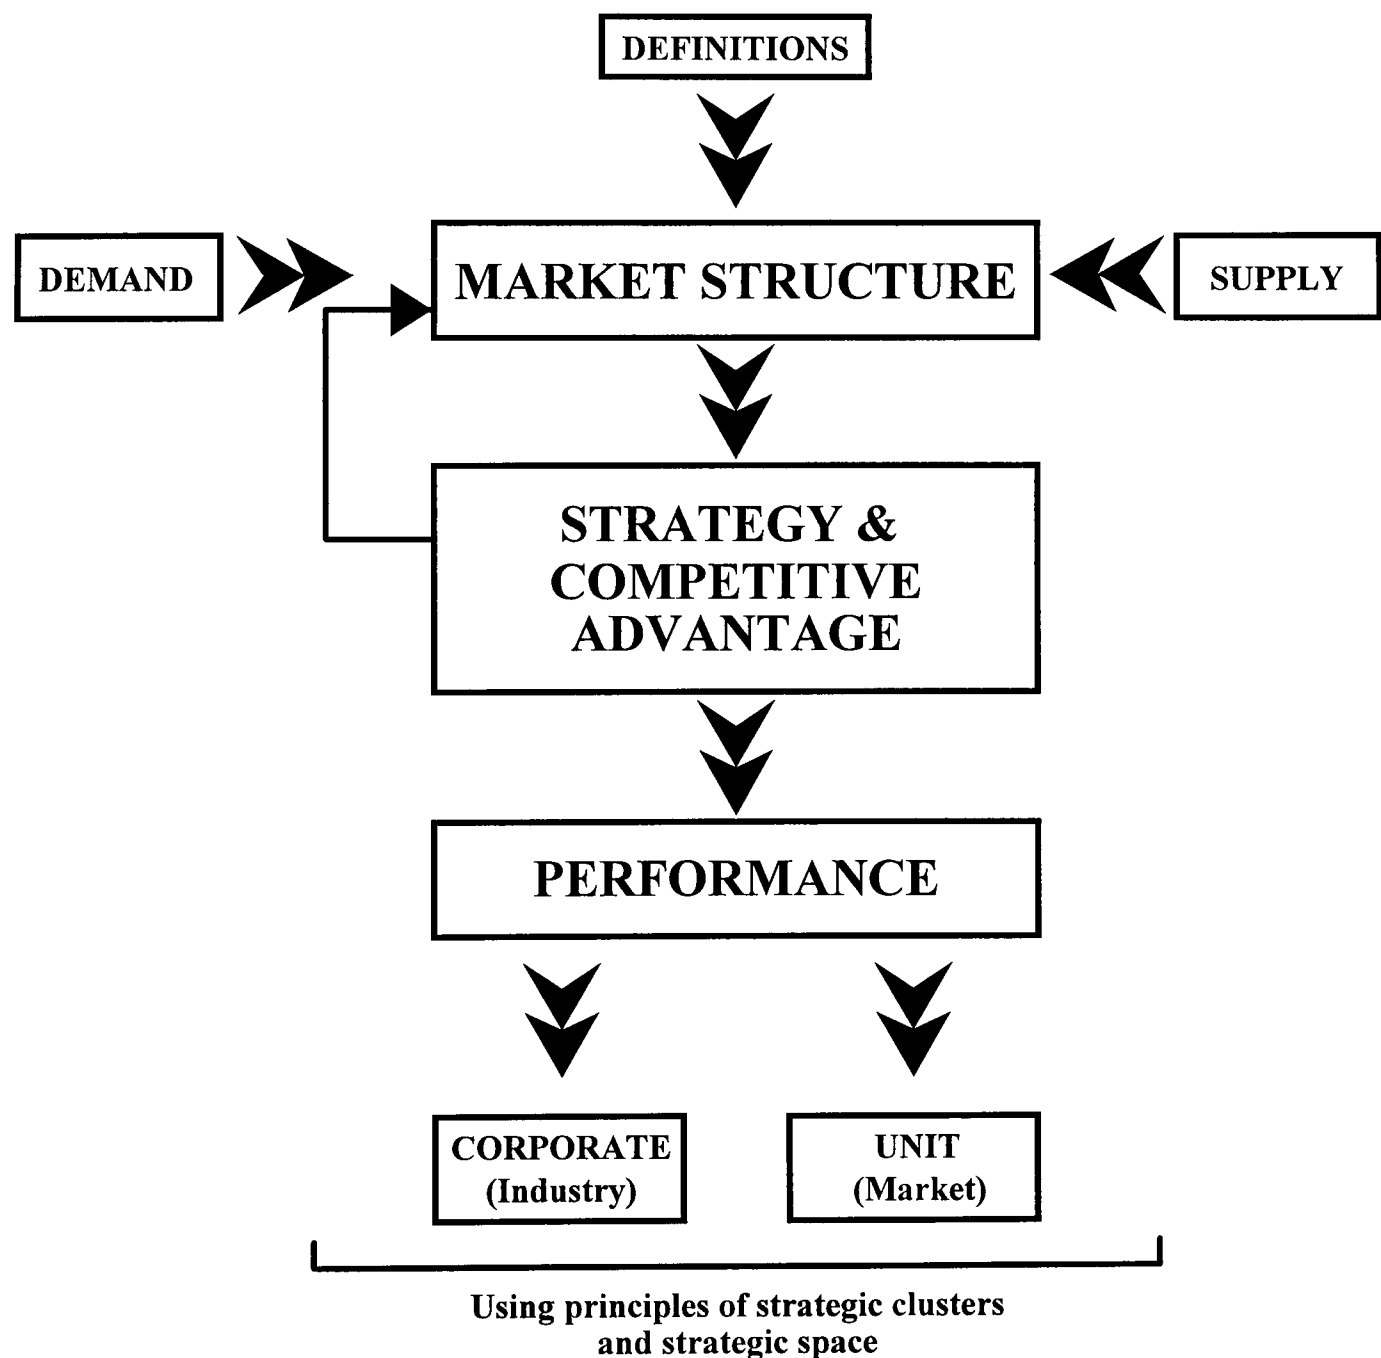 DEFINITIONS
DEMAND
MARKET STRUCTURE
SUPPLY
STRATEGY &
COMPETITIVE
ADVANTAGE
PERFORMANCE
CORPORATE
(Industry)
UNIT
(Market)
Using principles of strategic clusters
and strategic space